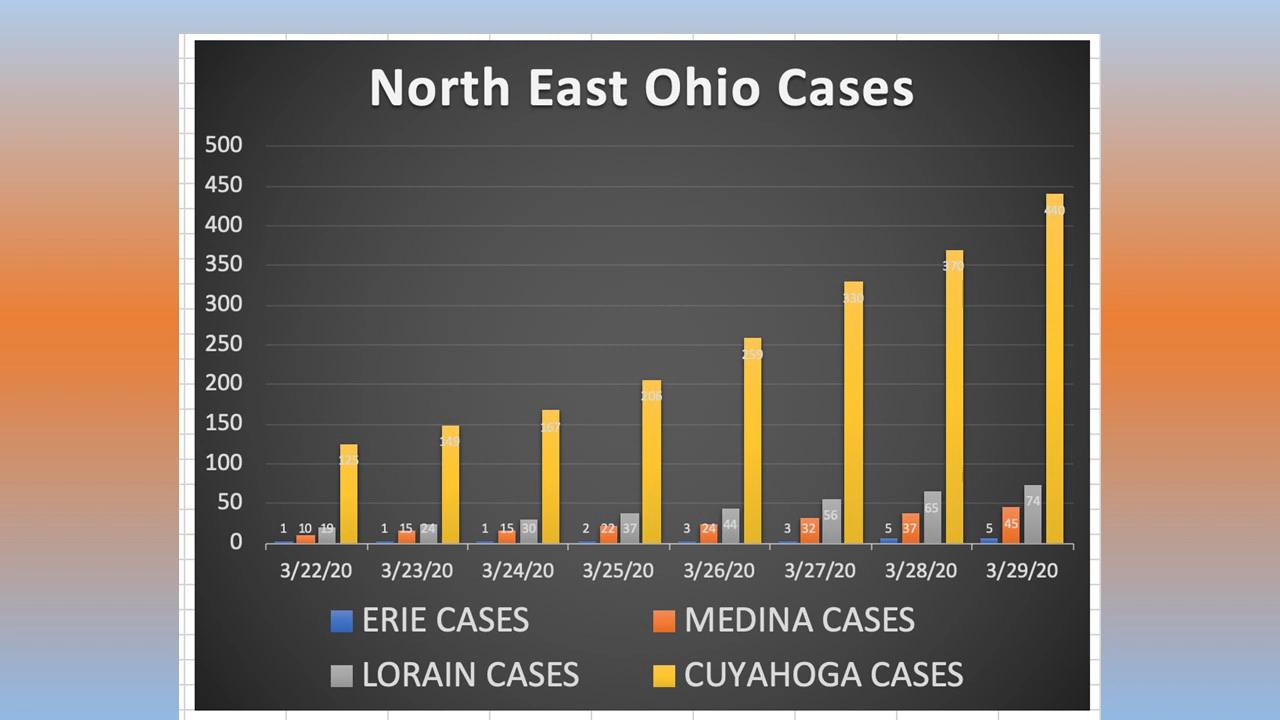 North East Ohio Cases
500
450
400
350
300
250
200
150
100
50
0
1 10 19 125
1 15 24 149
1 15 30 167
2 22 37 206
3 24 44 259
3 32 56 330
5 37 65 370
5 45 74 440
3/22/20 3/23/20 3/24/20 3/25/20 3/26/20 3/27/20 3/28/20 3/29/20
ERIE CASES MEDINA CASES
LORAIN CASES CUYAHOGA CASES